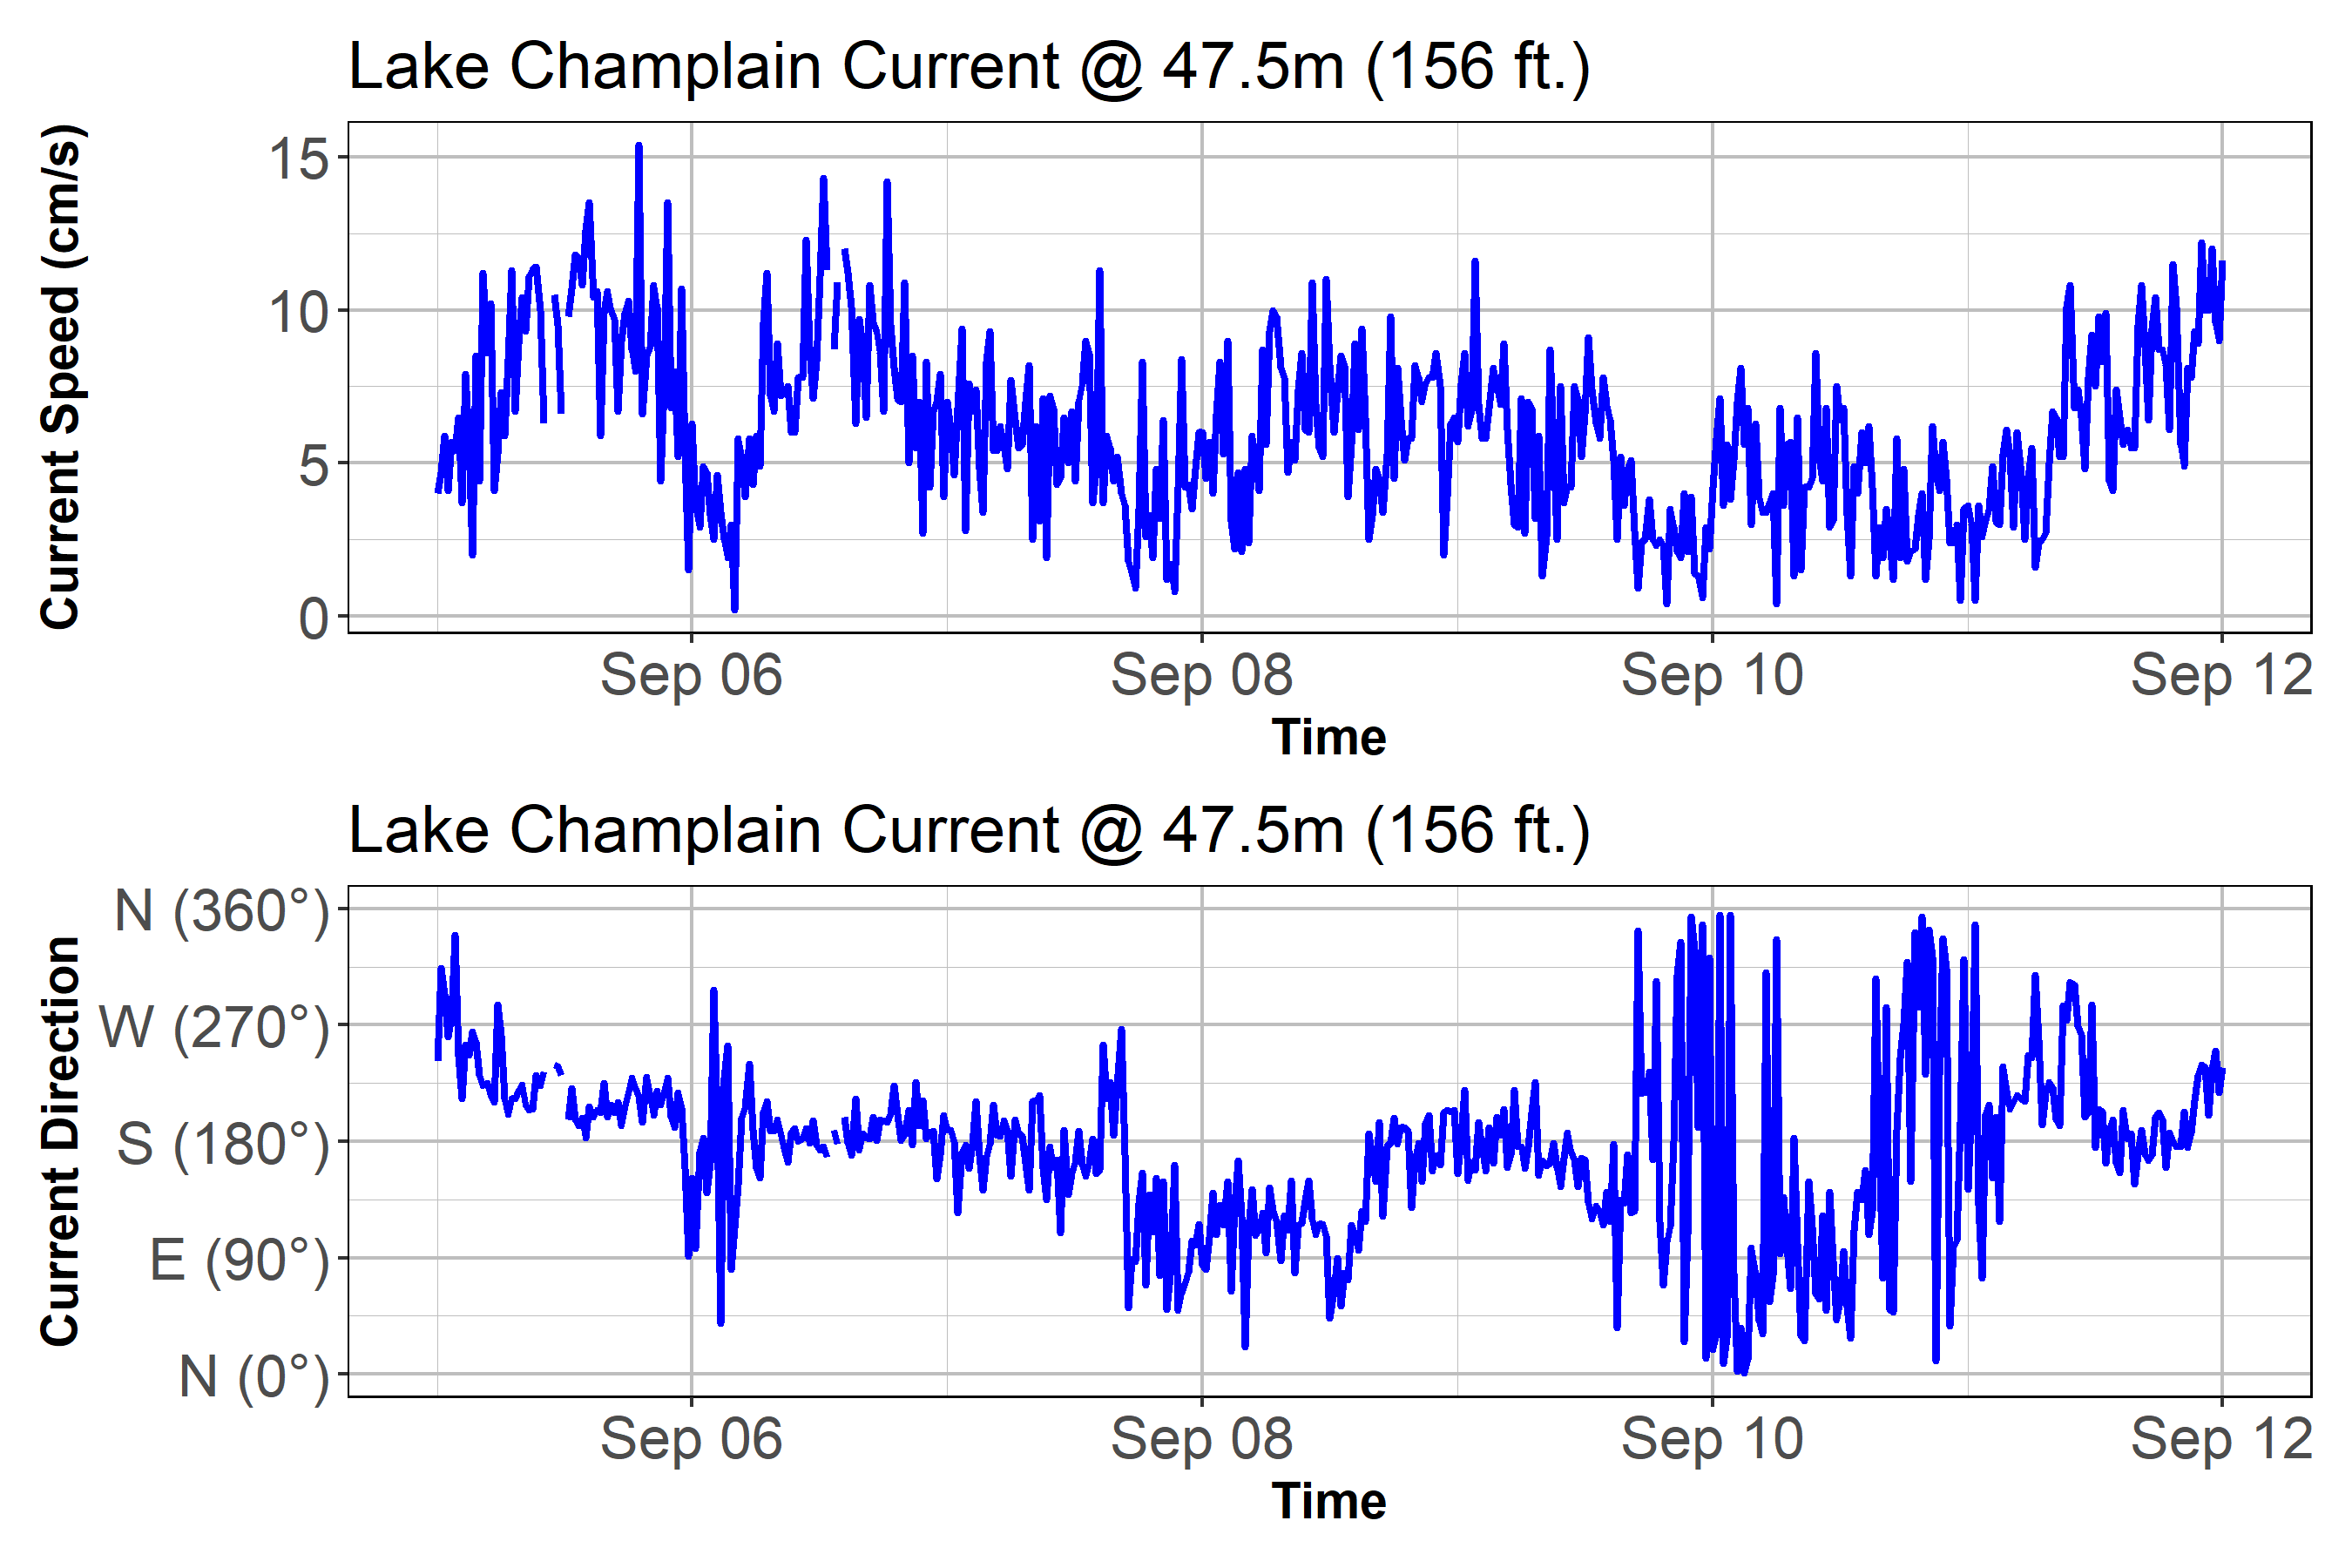 Lake Champlain Current @ 47.5m (156 ft.)
Current Speed (cm/s)
15
10
5
0
Sep 06 Sep 08 Sep 10 Sep 12
Time
Lake Champlain Current @ 47.5m (156 ft.)
Current Direction
N (360°)
W (270°)
S (180°)
E (90°)
N (0°)
Sep 06 Sep 08 Sep 10 Sep 12
Time